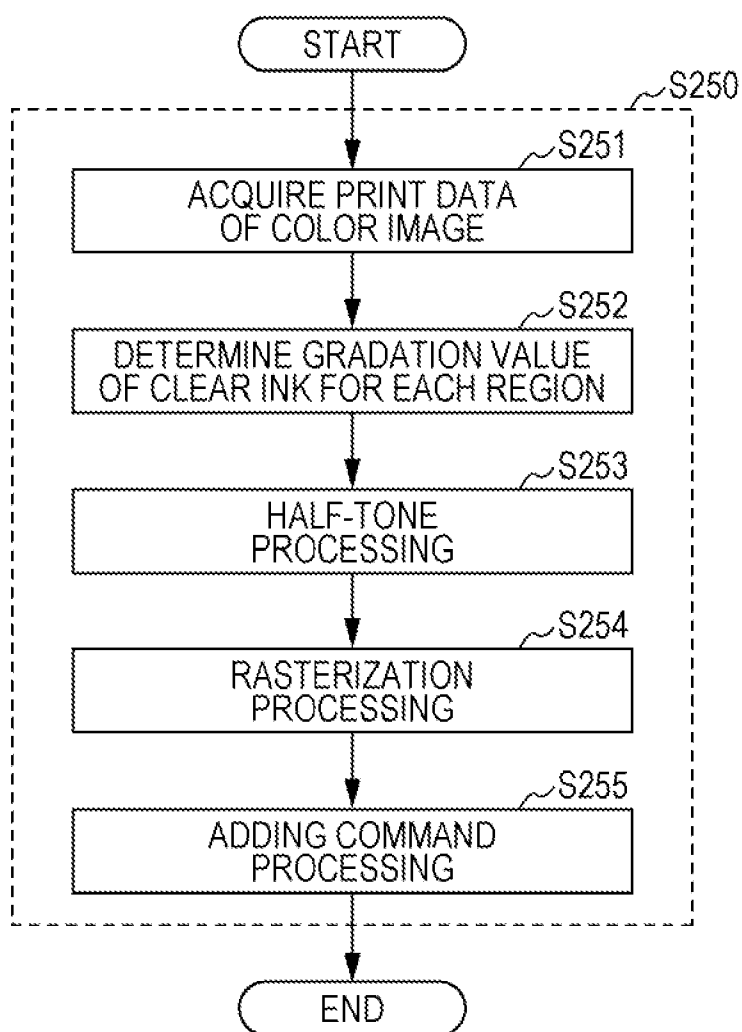 START
S250
S251
ACQUIRE PRINT DATA
OF COLOR IMAGE
S252
DETERMINE GRADATION VALUE
OF CLEAR INK FOR EACH REGION
S253
HALF-TONE
PROCESSING
S254
RASTERIZATION
PROCESSING
S255
ADDING COMMAND
PROCESSING
END